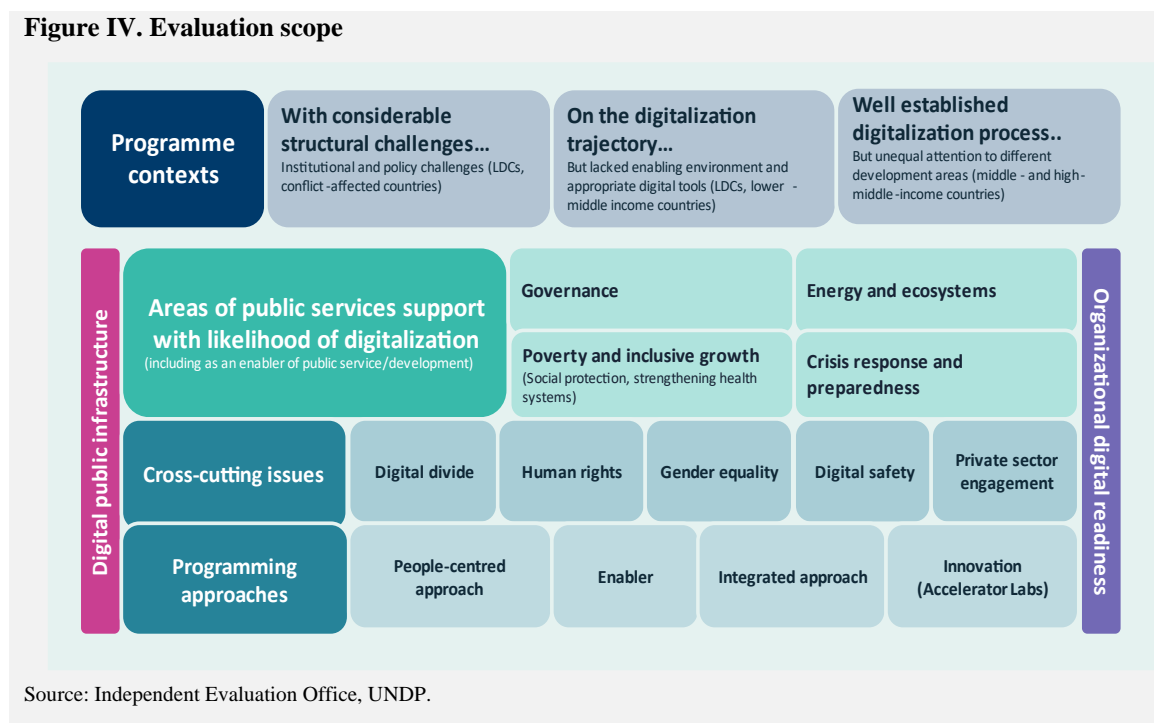 Figure IV. Evaluation scope
Programme
contexts
With considerable
structural challenges...
Institutional and policy challenges (LDCs,
conflict -affected countries)
On the digitalization
trajectory...
But lacked enabling environment and
appropriate digital tools (LDCs, lower -
middle income countries)
Well established
digitalization process..
But unequal attention to different
development areas (middle - and high-
middle-income countries)
Digital public infrastructure
Areas of public services support
with likelihood of digitalization
(including as an enabler of public service/development)
Governance
Energy and ecosystems
Poverty and inclusive growth
(Social protection, strengthening health
systems)
Crisis response and
preparedness
Cross-cutting issues
Digital divide
Human rights
Gender equality
Digital safety
Private sector
engagement
Programming
approaches
People-centred
approach
Enabler
Integrated approach
Innovation
(Accelerator Labs)
Organizational digital readiness
Source: Independent Evaluation Office, UNDP.